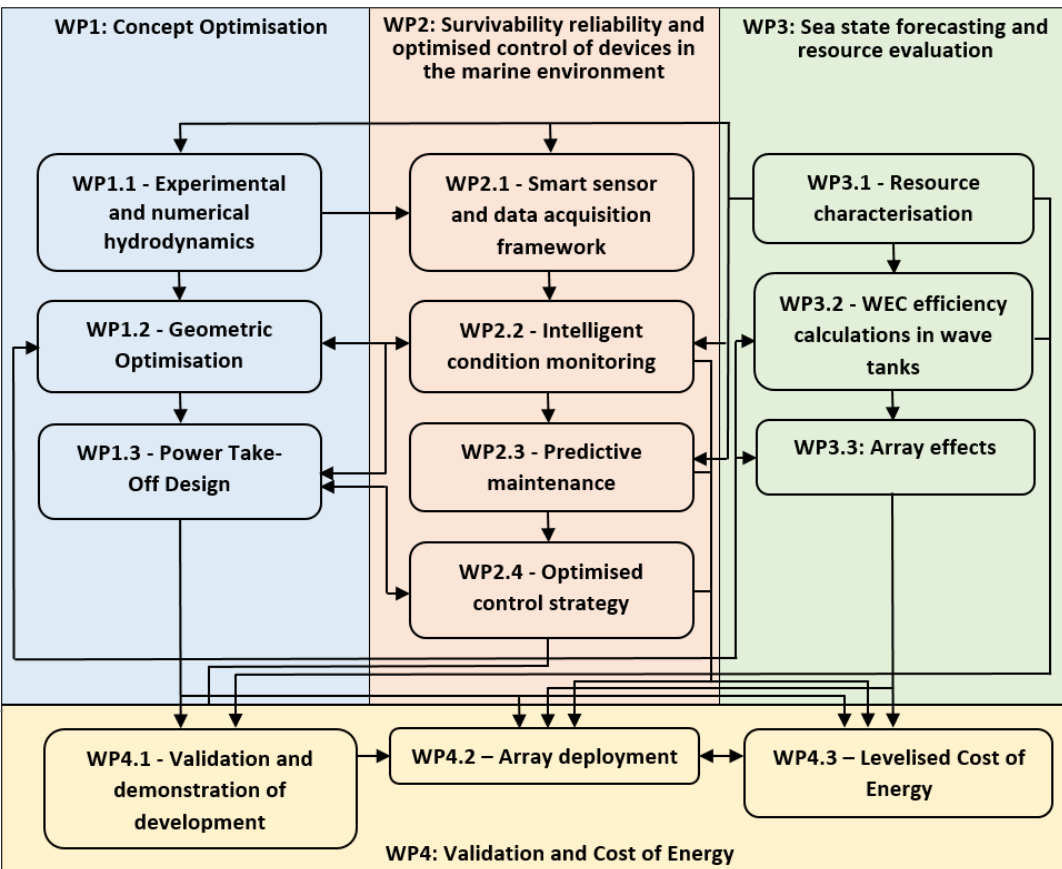 WP1: Concept Optimisation
WP2: Survivability reliability and
optimised control of devices in
the marine environment
WP3: Sea state forecasting and
resource evaluation
WP1.1 - Experimental
and numerical
hydrodynamics
WP1.2 - Geometric
Optimisation
WP1.3 - Power Take-
Off Design
WP2.1 - Smart sensor
and data acquisition
framework
WP2.2 - Intelligent
condition monitoring
WP2.3 - Predictive
maintenance
WP2.4 - Optimised
control strategy
WP3.1 - Resource
characterisation
WP3.2 - WEC efficiency
calculations in wave
tanks
WP3.3: Array effects
WP4.1 - Validation and
demonstration of
development
WP4.2 – Array deployment
WP4.3 – Levelised Cost of
Energy
WP4: Validation and Cost of Energy